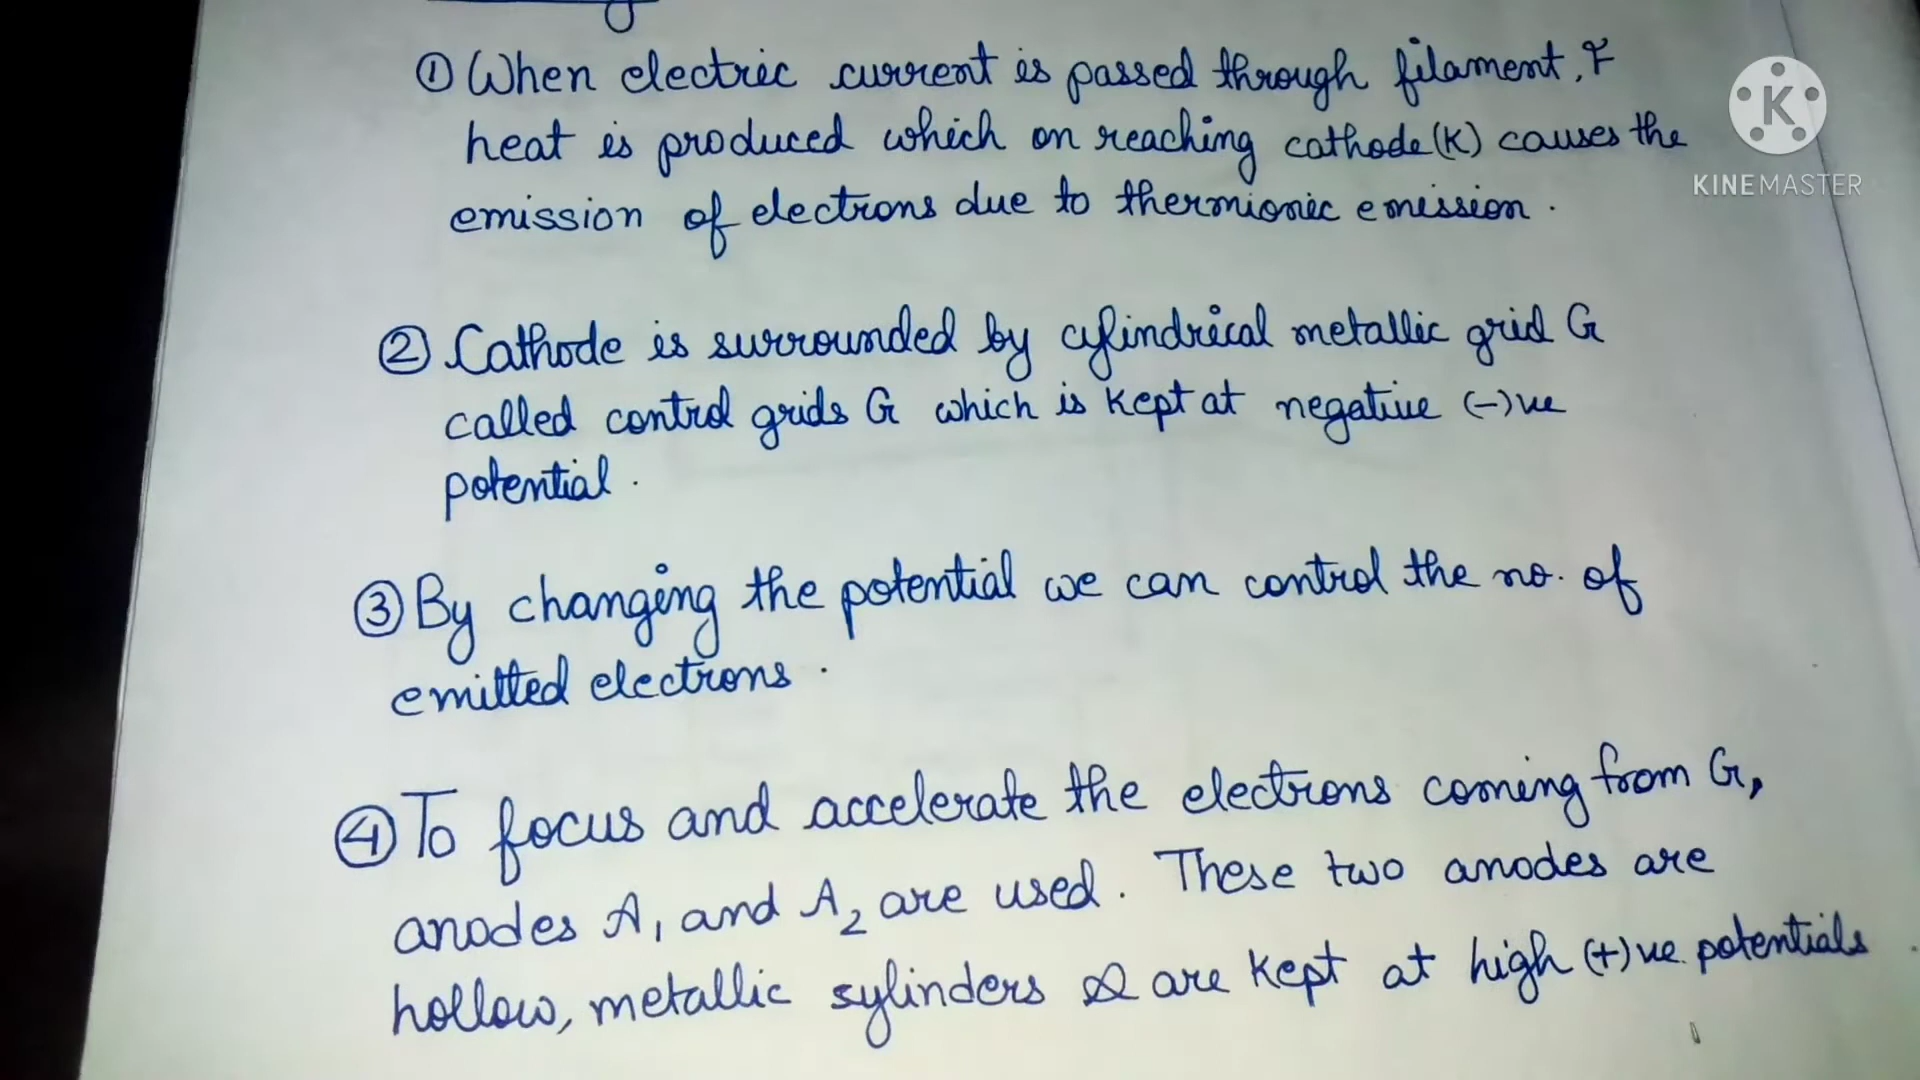 ① When electric current is passed through filament, F
heat is produced which on reaching cathode (K) causes the
emission of electrons due to thermionic emission.
② Cathode is surrounded by cylindrical metallic grid G
called control grids G which is kept at negative (-)ve
potential.
③ By changing the potential we can control the no. of
emitted electrons.
④ To focus and accelerate the electrons coming from G,
anodes A₁ and A₂ are used. These two anodes are
hollow, metallic sylinders & are kept at high (+)ve potentials.
K
KINEMASTER